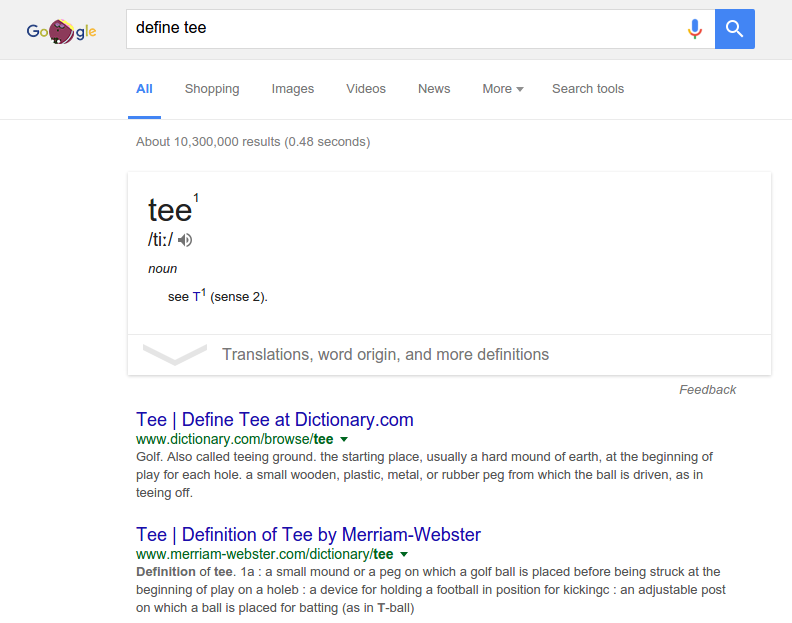 Google
define tee
All Shopping Images Videos News More Search tools
About 10,300,000 results (0.48 seconds)
tee1
/tiː/
noun
see T1 (sense 2).
Translations, word origin, and more definitions
Feedback
Tee | Define Tee at Dictionary.com
www.dictionary.com/browse/tee
Golf. Also called teeing ground. the starting place, usually a hard mound of earth, at the beginning of
play for each hole. a small wooden, plastic, metal, or rubber peg from which the ball is driven, as in
teeing off.
Tee | Definition of Tee by Merriam-Webster
www.merriam-webster.com/dictionary/tee
Definition of tee. 1a : a small mound or a peg on which a golf ball is placed before being struck at the
beginning of play on a holeb : a device for holding a football in position for kickingc : an adjustable post
on which a ball is placed for batting (as in T-ball)